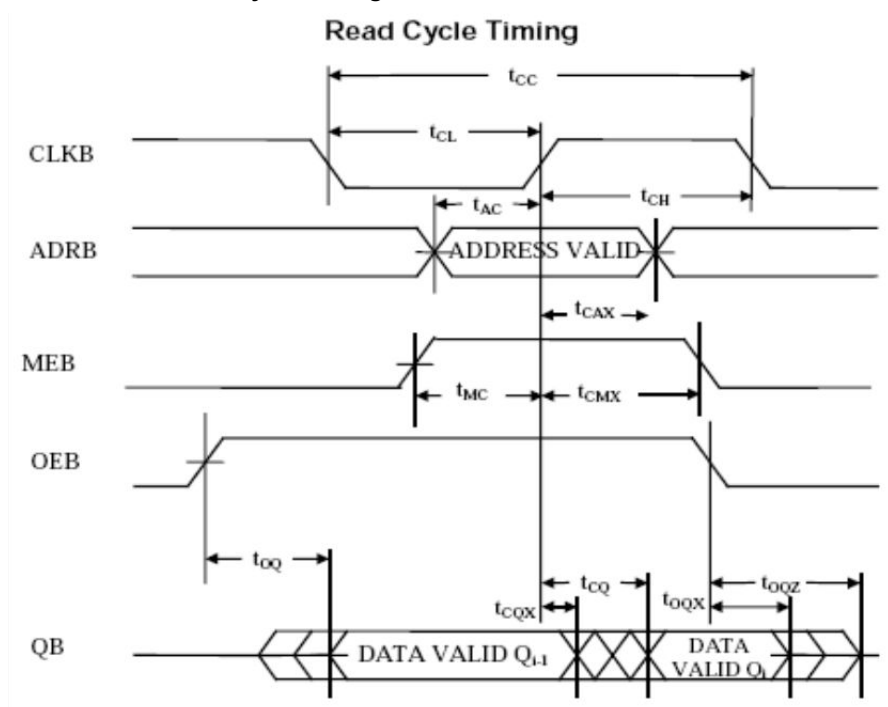 Read Cycle Timing
tCC
tCL
CLKB
tCH
tAC
ADRB
ADDRESS VALID
tCAX
MEB
tMC
tCMX
OEB
tOQ
tCQ
tOQZ
tCQX
tOQX
QB
DATA VALID Qi-1
DATA
VALID Qi